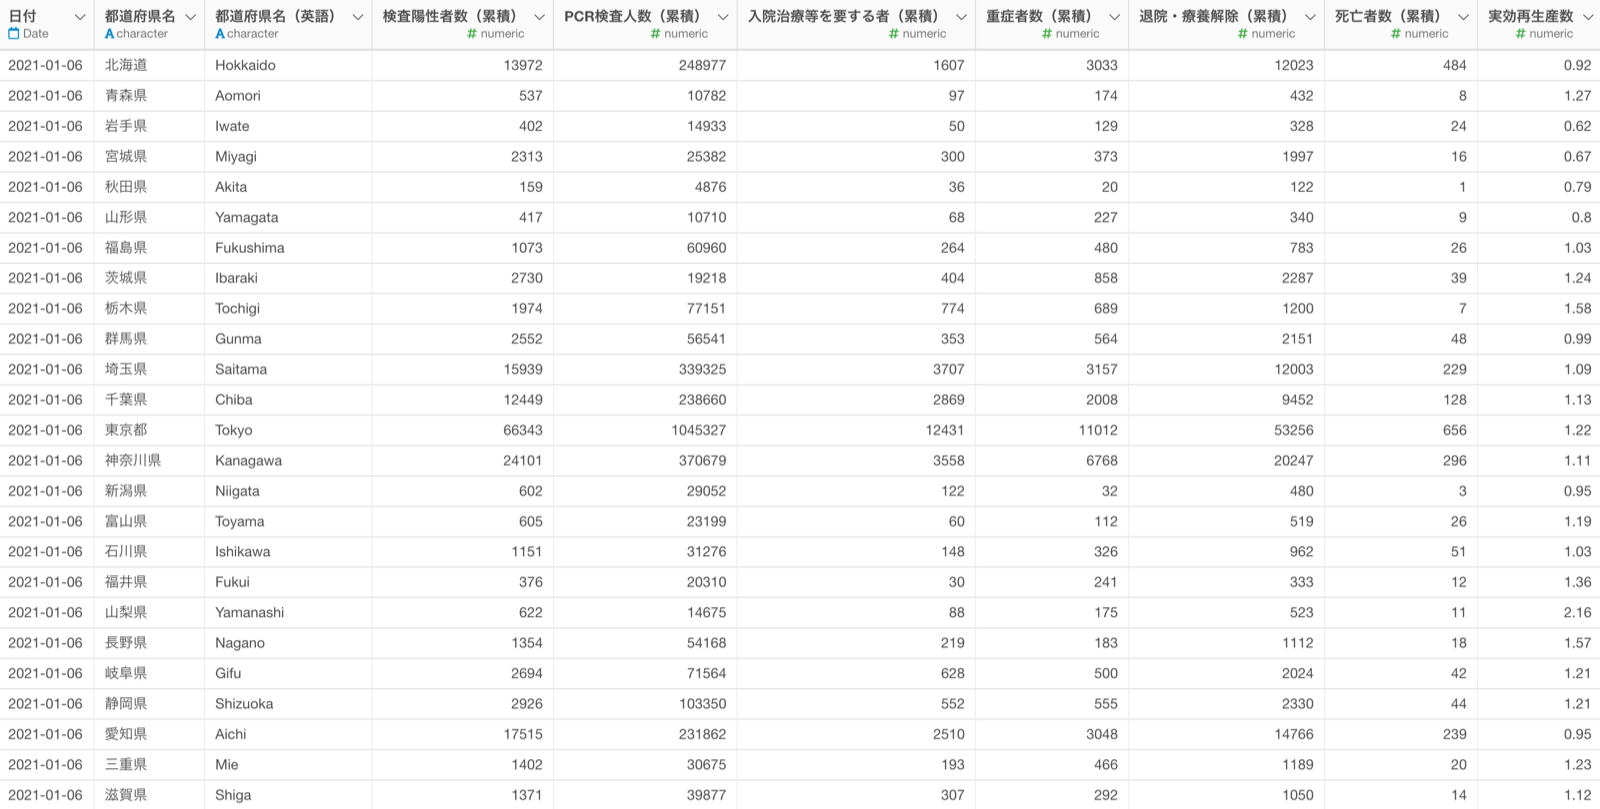 日付 都道府県名 都道府県名（英語） 検査陽性者数（累積） PCR検査人数（累積） 入院治療等を要する者（累積） 重症者数（累積） 退院・療養解除（累積） 死亡者数（累積） 実効再生産数
Date A character A character # numeric # numeric # numeric # numeric # numeric # numeric # numeric
2021-01-06 北海道 Hokkaido 13972 248977 1607 3033 12023 484 0.92
2021-01-06 青森県 Aomori 537 10782 97 174 432 8 1.27
2021-01-06 岩手県 Iwate 402 14933 50 129 328 24 0.62
2021-01-06 宮城県 Miyagi 2313 25382 300 373 1997 16 0.67
2021-01-06 秋田県 Akita 159 4876 36 20 122 1 0.79
2021-01-06 山形県 Yamagata 417 10710 68 227 340 9 0.8
2021-01-06 福島県 Fukushima 1073 60960 264 480 783 26 1.03
2021-01-06 茨城県 Ibaraki 2730 19218 404 858 2287 39 1.24
2021-01-06 栃木県 Tochigi 1974 77151 774 689 1200 7 1.58
2021-01-06 群馬県 Gunma 2552 56541 353 564 2151 48 0.99
2021-01-06 埼玉県 Saitama 15939 339325 3707 3157 12003 229 1.09
2021-01-06 千葉県 Chiba 12449 238660 2869 2008 9452 128 1.13
2021-01-06 東京都 Tokyo 66343 1045327 12431 11012 53256 656 1.22
2021-01-06 神奈川県 Kanagawa 24101 370679 3558 6768 20247 296 1.11
2021-01-06 新潟県 Niigata 602 29052 122 32 480 3 0.95
2021-01-06 富山県 Toyama 605 23199 60 112 519 26 1.19
2021-01-06 石川県 Ishikawa 1151 31276 148 326 962 51 1.03
2021-01-06 福井県 Fukui 376 20310 30 241 333 12 1.36
2021-01-06 山梨県 Yamanashi 622 14675 88 175 523 11 2.16
2021-01-06 長野県 Nagano 1354 54168 219 183 1112 18 1.57
2021-01-06 岐阜県 Gifu 2694 71564 628 500 2024 42 1.21
2021-01-06 静岡県 Shizuoka 2926 103350 552 555 2330 44 1.21
2021-01-06 愛知県 Aichi 17515 231862 2510 3048 14766 239 0.95
2021-01-06 三重県 Mie 1402 30675 193 466 1189 20 1.23
2021-01-06 滋賀県 Shiga 1371 39877 307 292 1050 14 1.12